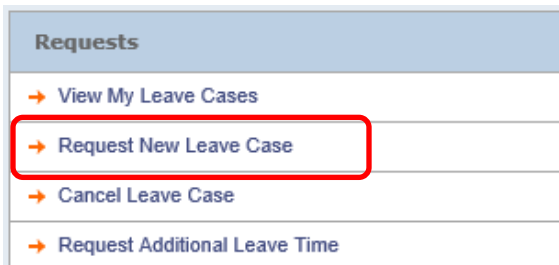 Requests
View My Leave Cases
Request New Leave Case
Cancel Leave Case
Request Additional Leave Time